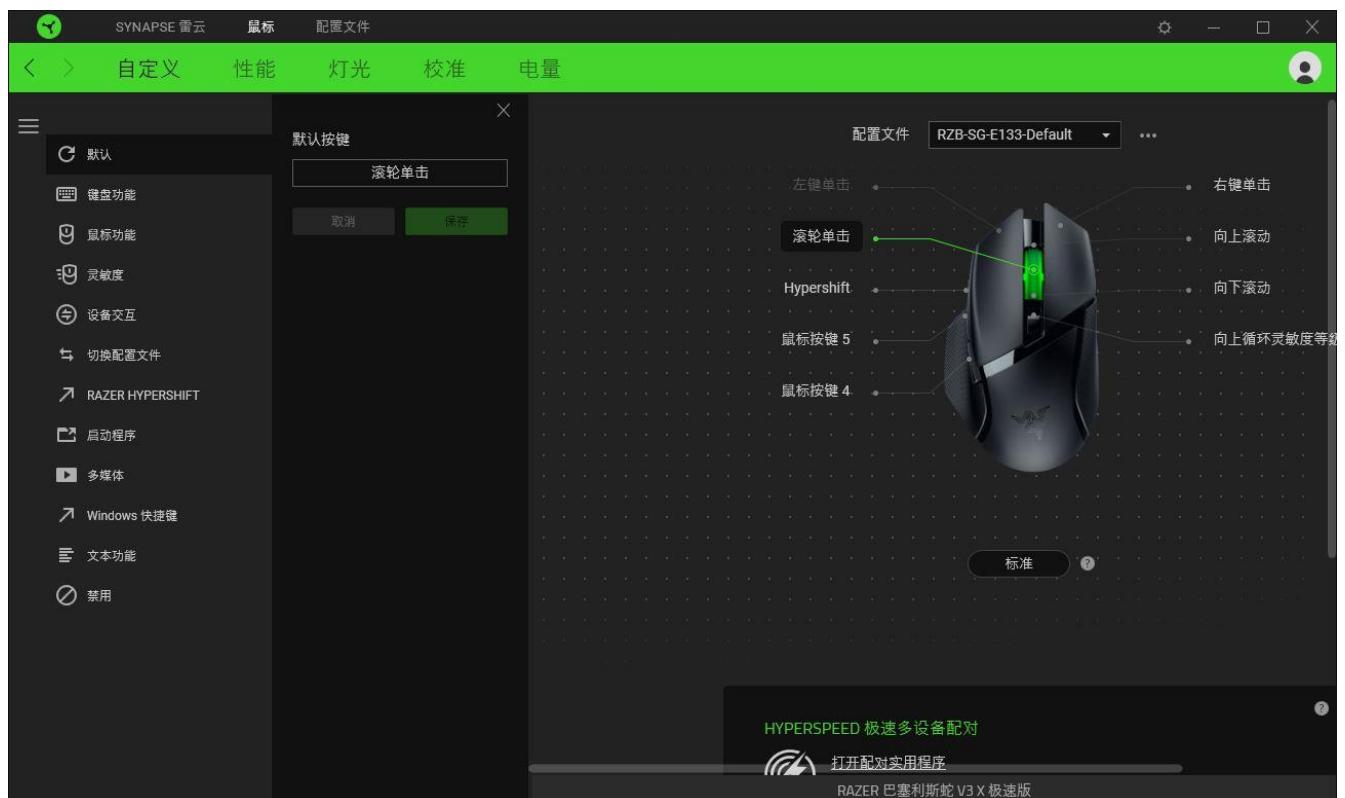 SYNAPSE 雷云 鼠标 配置文件
自定义 性能 灯光 校准 电量
默认
键盘功能
鼠标功能
灵敏度
设备交互
切换配置文件
RAZER HYPERSHIFT
启动程序
多媒体
Windows 快捷键
文本功能
禁用
默认按键
滚轮单击
取消 保存
配置文件 RZB-SG-E133-Default
左键单击
滚轮单击
Hypershift
鼠标按键 5
鼠标按键 4
右键单击
向上滚动
向下滚动
向上循环灵敏度等级
标准
HYPERSPEED 极速多设备配对
打开配对实用程序
RAZER 巴塞利斯蛇 V3 X 极速版